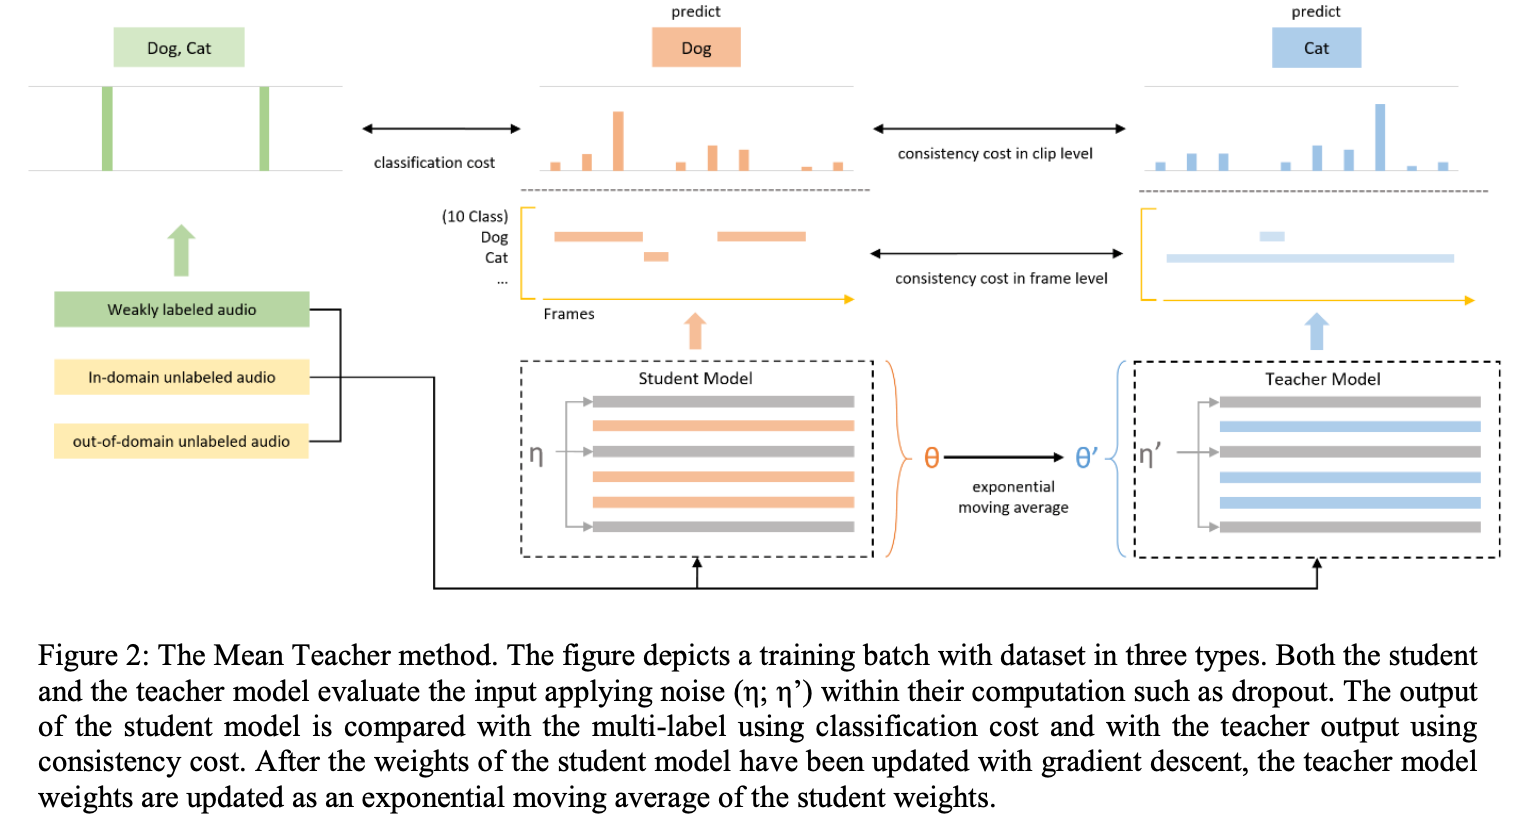 predict
predict
Dog, Cat
Dog
Cat
classification cost
consistency cost in clip level
(10 Class)
Dog
Cat
...
consistency cost in frame level
Frames
Weakly labeled audio
In-domain unlabeled audio
out-of-domain unlabeled audio
Student Model
η
θ
exponential
moving average
θ’
Teacher Model
η’
Figure 2: The Mean Teacher method. The figure depicts a training batch with dataset in three types. Both the student
and the teacher model evaluate the input applying noise (η; η’) within their computation such as dropout. The output
of the student model is compared with the multi-label using classification cost and with the teacher output using
consistency cost. After the weights of the student model have been updated with gradient descent, the teacher model
weights are updated as an exponential moving average of the student weights.